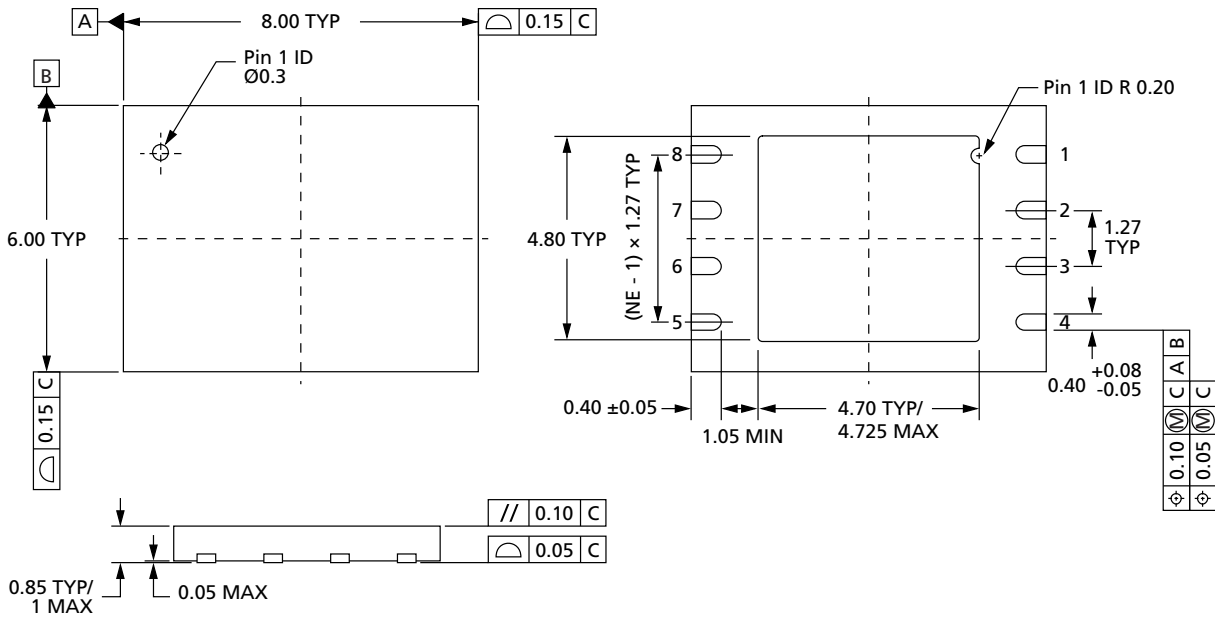 A
8.00 TYP
0.15 C
Pin 1 ID
Ø0.3
B
6.00 TYP
0.15 C
Pin 1 ID R 0.20
8
7
6
5
1
2
3
4
4.80 TYP
(NE - 1) × 1.27 TYP
1.27
TYP
0.40 +0.08
-0.05
0.10 Ⓜ C A B
0.05 Ⓜ C
0.40 ±0.05
1.05 MIN
4.70 TYP/
4.725 MAX
// 0.10 C
0.05 C
0.85 TYP/
1 MAX
0.05 MAX